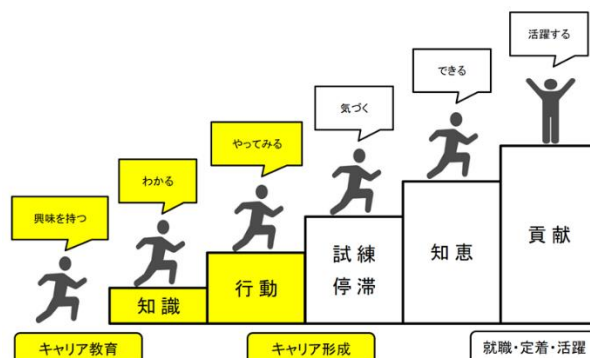 活躍する
できる
気づく
やってみる
わかる
興味を持つ
貢献
知恵
試練
停滞
行動
知識
キャリア教育
キャリア形成
就職・定着・活躍